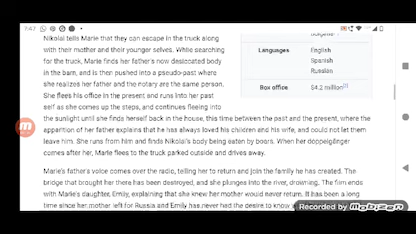 7:47
Nikolai tells Marie that they can escape in the truck along
with their mother and their younger selves. While searching
for the truck, Marie finds her father's now desiccated body
in the barn, and is then pushed into a pseudo-past where
she realizes her father and the notary are the same person.
She flees his office in the present and runs into her past
self as she comes up the steps, and continues fleeing into
the sunlight until she finds herself back in the house, this time between the past and the present, where the
apparition of her father explains that he has always loved his children and his wife, and could not let them
leave him. She runs from him and finds Nikolai's body being eaten by boars. When her doppelgänger
comes after her, Marie flees to the truck parked outside and drives away.
Languages
English
Spanish
Russian
Box office
$4.2 million[2]
Marie's father's voice comes over the radio, telling her to return and join the family he has created. The
bridge that brought her there has been destroyed, and she plunges into the river, drowning. The film ends
with Marie's daughter, Emily, explaining that she knew her mother would never return. It has been a long
time since her mother left for Russia and Emily has never had the desire to know
Recorded by
MOBIZEN